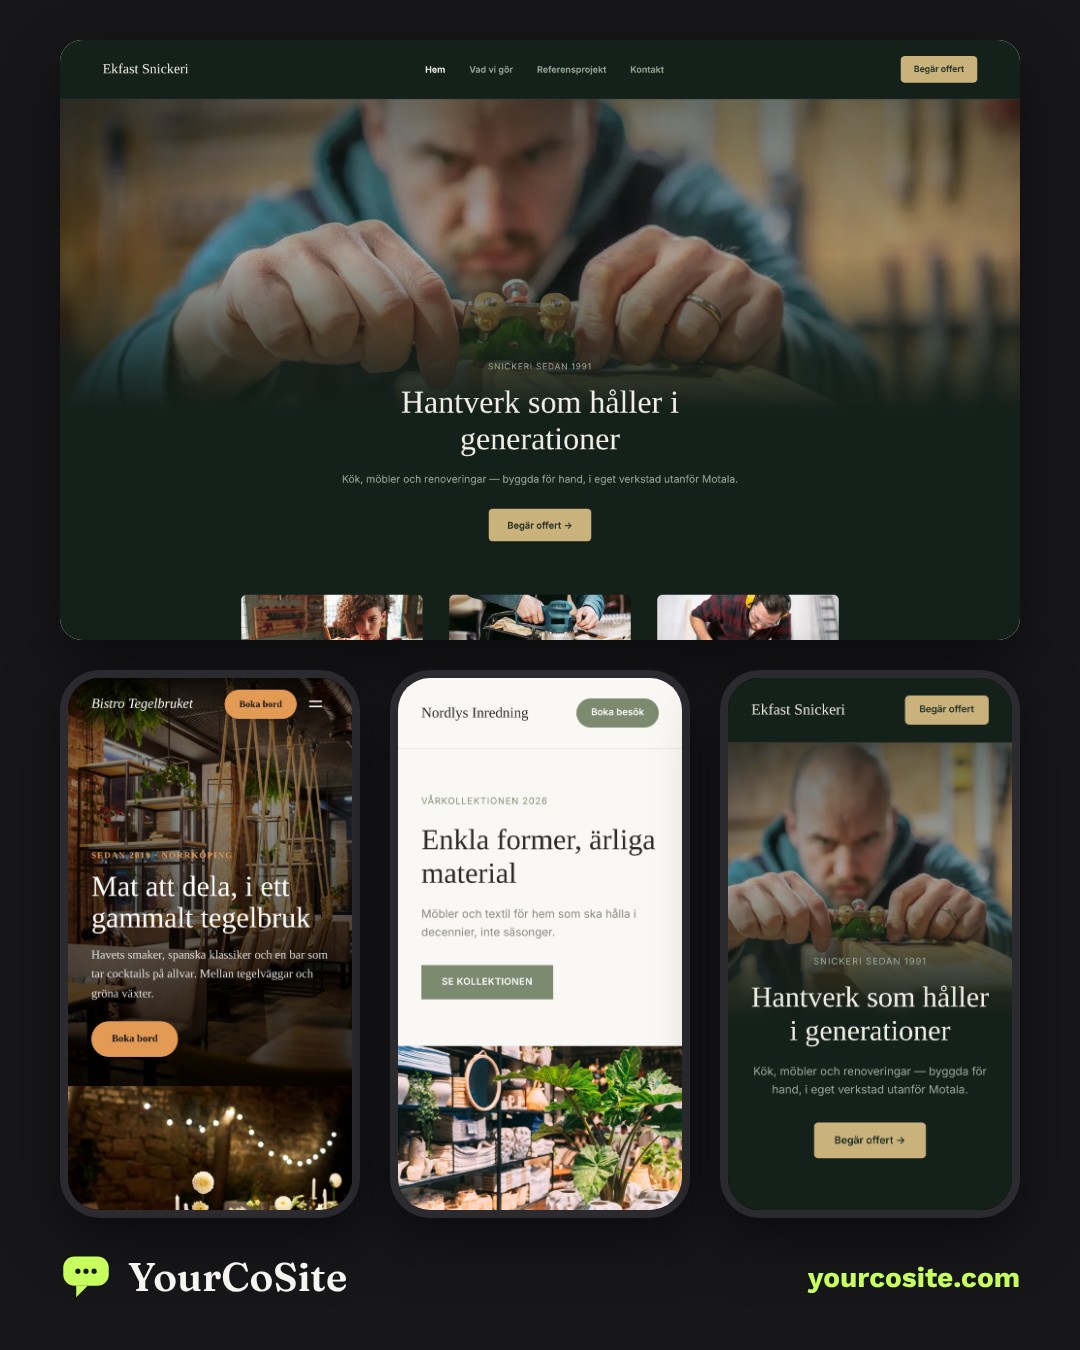 Ekfast Snickeri
Hem
Vad vi gör
Referensprojekt
Kontakt
Begär offert
SNICKERI SEDAN 1991
Hantverk som håller i
generationer
Kök, möbler och renoveringar — byggda för hand, i eget verkstad utanför Motala.
Begär offert →
Bistro Tegelbruket
Boka bord
SEDAN 2019 · NORRKÖPING
Mat att dela, i ett
gammalt tegelbruk
Havets smaker, spanska klassiker och en bar som
tar cocktails på allvar. Mellan tegelväggar och
gröna växter.
Boka bord
Nordlys Inredning
Boka besök
VÅRKOLLEKTIONEN 2026
Enkla former, ärliga
material
Möbler och textil för hem som ska hålla i
decennier, inte säsonger.
SE KOLLEKTIONEN
Ekfast Snickeri
Begär offert
SNICKERI SEDAN 1991
Hantverk som håller
i generationer
Kök, möbler och renoveringar — byggda för
hand, i eget verkstad utanför Motala.
Begär offert →
YourCoSite
yourcosite.com